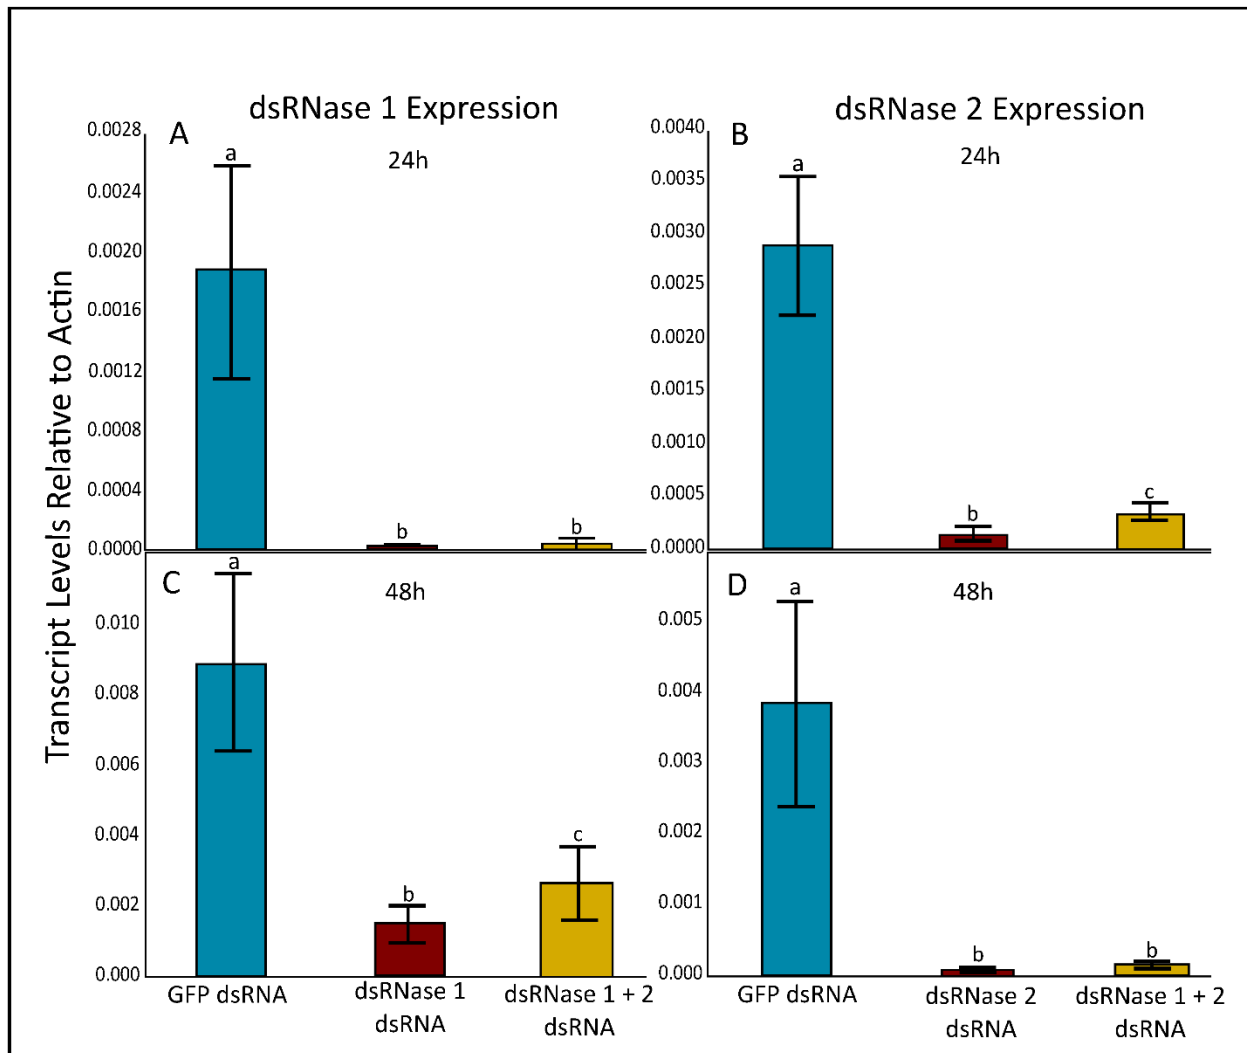 dsRNase 1 Expression
dsRNase 2 Expression
Transcript Levels Relative to Actin
A
24h
0.0028
0.0024
0.0020
0.0016
0.0012
0.0008
0.0004
0.0000
a
b
b
B
24h
0.0040
0.0035
0.0030
0.0025
0.0020
0.0015
0.0010
0.0005
0.0000
a
b
c
C
48h
0.010
0.008
0.006
0.004
0.002
0.000
a
b
c
GFP dsRNA
dsRNase 1
dsRNA
dsRNase 1 + 2
dsRNA
D
48h
0.005
0.004
0.003
0.002
0.001
0.000
a
b
b
GFP dsRNA
dsRNase 2
dsRNA
dsRNase 1 + 2
dsRNA